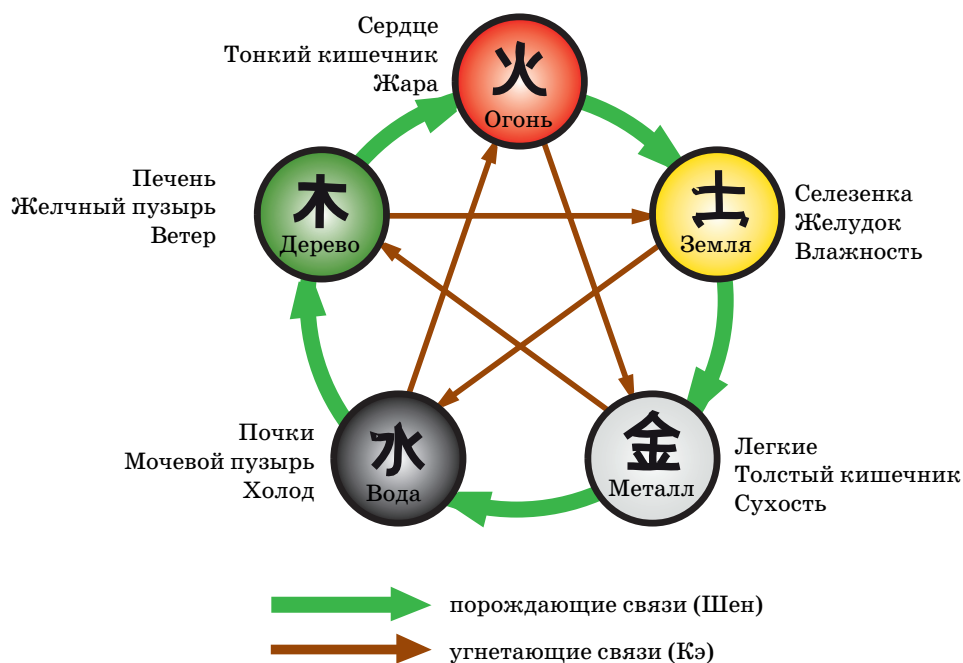 Сердце
Тонкий кишечник
Жара
火
Огонь
Печень
Желчный пузырь
Ветер
木
Дерево
土
Земля
Селезенка
Желудок
Влажность
Почки
Мочевой пузырь
Холод
水
Вода
金
Металл
Легкие
Толстый кишечник
Сухость
порождающие связи (Шен)
угнетающие связи (Кэ)